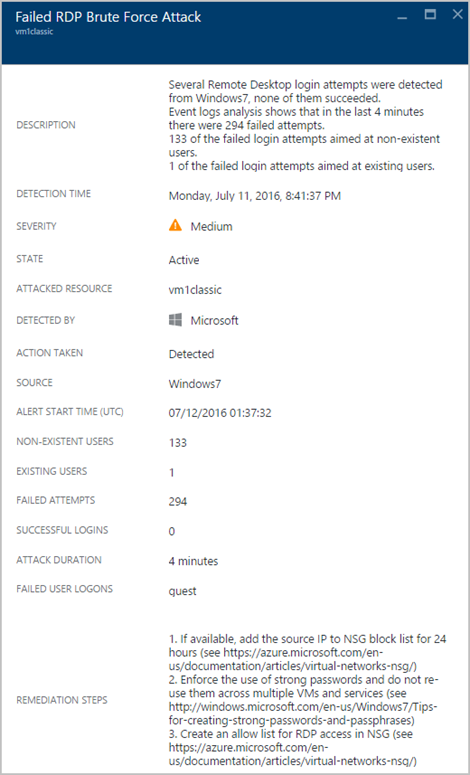 Failed RDP Brute Force Attack
vm1classic
DESCRIPTION
Several Remote Desktop login attempts were detected
from Windows7, none of them succeeded.
Event logs analysis shows that in the last 4 minutes
there were 294 failed attempts.
133 of the failed login attempts aimed at non-existent
users.
1 of the failed login attempts aimed at existing users.
DETECTION TIME
Monday, July 11, 2016, 8:41:37 PM
SEVERITY
Medium
STATE
Active
ATTACKED RESOURCE
vm1classic
DETECTED BY
Microsoft
ACTION TAKEN
Detected
SOURCE
Windows7
ALERT START TIME (UTC)
07/12/2016 01:37:32
NON-EXISTENT USERS
133
EXISTING USERS
1
FAILED ATTEMPTS
294
SUCCESSFUL LOGINS
0
ATTACK DURATION
4 minutes
FAILED USER LOGONS
quest
REMEDIATION STEPS
1. If available, add the source IP to NSG block list for 24
hours (see https://azure.microsoft.com/en-
us/documentation/articles/virtual-networks-nsg/)
2. Enforce the use of strong passwords and do not re-
use them across multiple VMs and services (see
http://windows.microsoft.com/en-us/Windows7/Tips-
for-creating-strong-passwords-and-passphrases)
3. Create an allow list for RDP access in NSG (see
https://azure.microsoft.com/en-
us/documentation/articles/virtual-networks-nsg/)